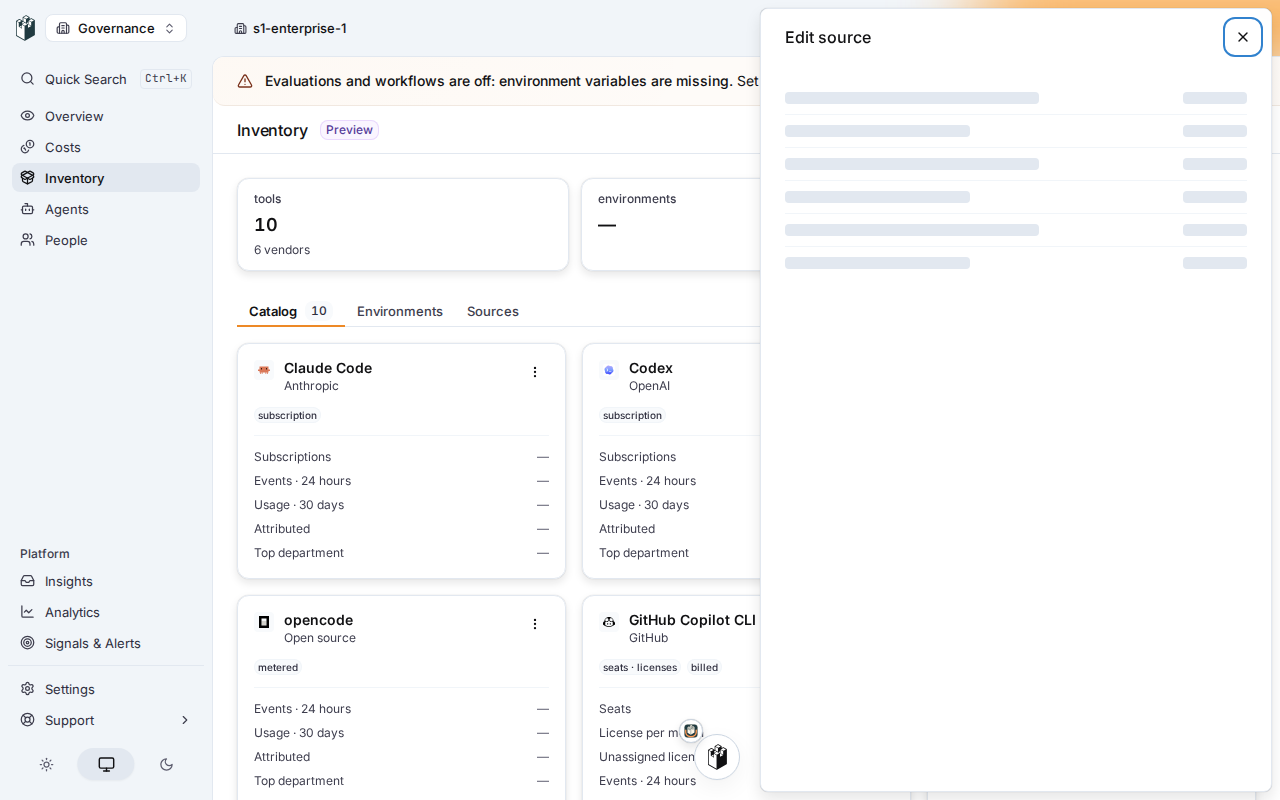 Governance
s1-enterprise-1
Edit source
Quick Search Ctrl+K
Overview
Costs
Inventory
Agents
People
Platform
Insights
Analytics
Signals & Alerts
Settings
Support
Evaluations and workflows are off: environment variables are missing. Set
Inventory Preview
tools
10
6 vendors
environments
—
Catalog 10 Environments Sources
Claude Code
Anthropic
subscription
Subscriptions —
Events · 24 hours —
Usage · 30 days —
Attributed —
Top department —
Codex
OpenAI
subscription
Subscriptions
Events · 24 hours
Usage · 30 days
Attributed
Top department
opencode
Open source
metered
Events · 24 hours —
Usage · 30 days —
Attributed —
Top department —
GitHub Copilot CLI
GitHub
seats · licenses billed
Seats
License per m
Unassigned licen
Events · 24 hours